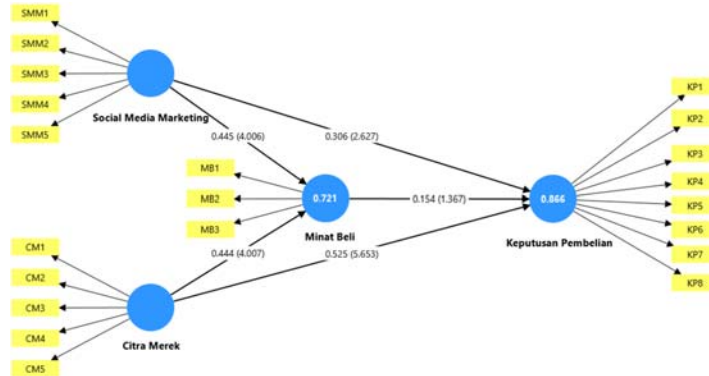 SMM1
SMM2
SMM3
SMM4
SMM5
Social Media Marketing
0.445 (4.006)
0.306 (2.627)
MB1
MB2
MB3
0.721
Minat Beli
0.154 (1.367)
0.866
Keputusan Pembelian
KP1
KP2
KP3
KP4
KP5
KP6
KP7
KP8
0.444 (4.007)
0.525 (5.653)
CM1
CM2
CM3
CM4
CM5
Citra Merek